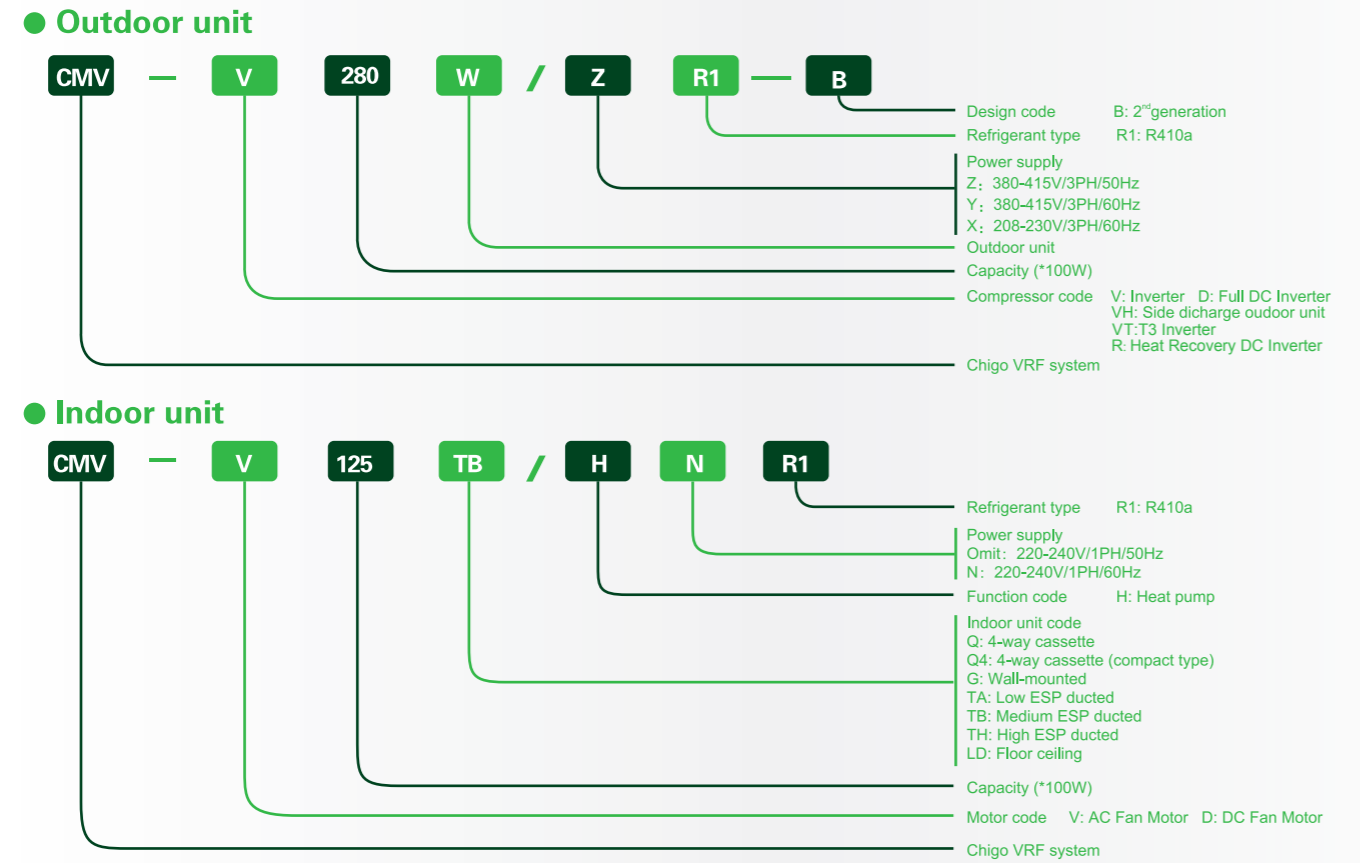 ● Outdoor unit
CMV — V 280 W / Z R1 — B
Design code B: 2ndgeneration
Refrigerant type R1: R410a
Power supply
Z: 380-415V/3PH/50Hz
Y: 380-415V/3PH/60Hz
X: 208-230V/3PH/60Hz
Outdoor unit
Capacity (*100W)
Compressor code V: Inverter D: Full DC Inverter
VH: Side dicharge oudoor unit
VT:T3 Inverter
R: Heat Recovery DC Inverter
Chigo VRF system
● Indoor unit
CMV — V 125 TB / H N R1
Refrigerant type R1: R410a
Power supply
Omit: 220-240V/1PH/50Hz
N: 220-240V/1PH/60Hz
Function code H: Heat pump
Indoor unit code
Q: 4-way cassette
Q4: 4-way cassette (compact type)
G: Wall-mounted
TA: Low ESP ducted
TB: Medium ESP ducted
TH: High ESP ducted
LD: Floor ceiling
Capacity (*100W)
Motor code V: AC Fan Motor D: DC Fan Motor
Chigo VRF system